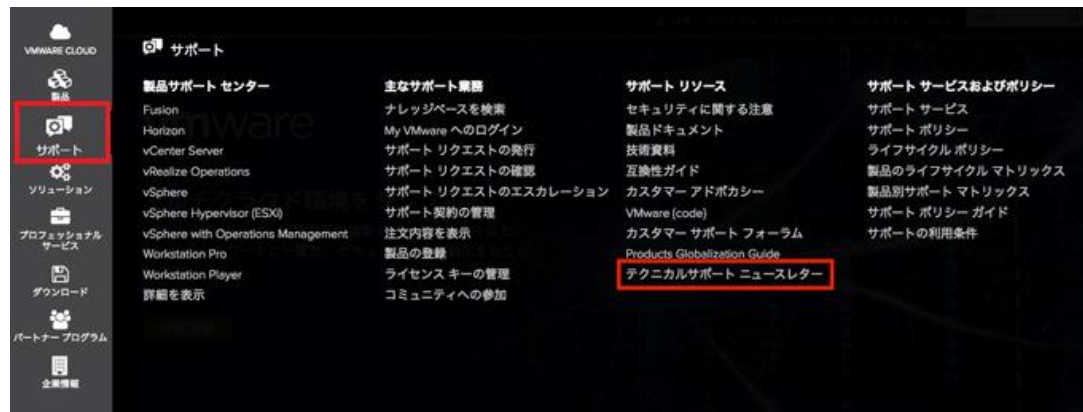 VMWARE CLOUD
製品
サポート
ソリューション
プロフェッショナル
サービス
ダウンロード
パートナー プログラム
企業情報
サポート
製品サポート センター
Fusion
Horizon
vCenter Server
vRealize Operations
vSphere
vSphere Hypervisor (ESXi)
vSphere with Operations Management
Workstation Pro
Workstation Player
詳細を表示
主なサポート業務
ナレッジベースを検索
My VMware へのログイン
サポート リクエストの発行
サポート リクエストの確認
サポート リクエストのエスカレーション
サポート契約の管理
注文内容を表示
製品の登録
ライセンス キーの管理
コミュニティへの参加
サポート リソース
セキュリティに関する注意
製品ドキュメント
技術資料
互換性ガイド
カスタマー アドボカシー
VMware {code}
カスタマー サポート フォーラム
Products Globalization Guide
テクニカルサポート ニュースレター
サポート サービスおよびポリシー
サポート サービス
サポート ポリシー
ライフサイクル ポリシー
製品のライフサイクル マトリックス
製品別サポート マトリックス
サポート ポリシー ガイド
サポートの利用条件
vmware